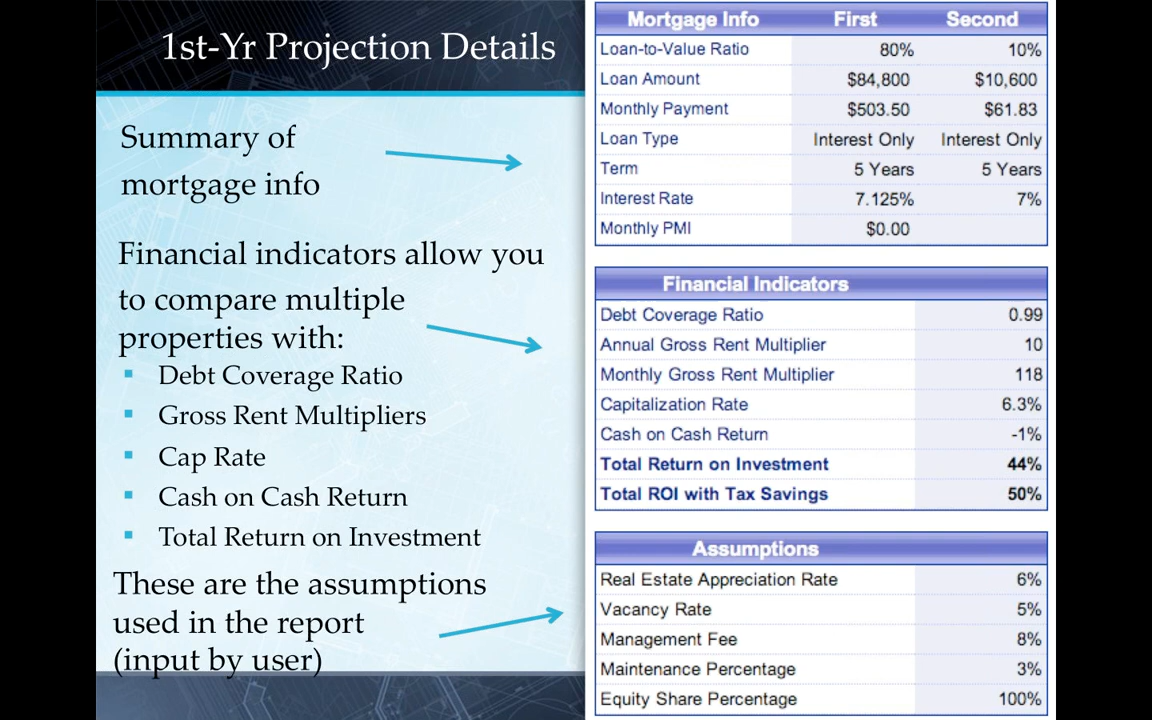 1st-Yr Projection Details
Summary of
mortgage info
Financial indicators allow you
to compare multiple
properties with:
▪ Debt Coverage Ratio
▪ Gross Rent Multipliers
▪ Cap Rate
▪ Cash on Cash Return
▪ Total Return on Investment
These are the assumptions
used in the report
(input by user)
Mortgage Info First Second
Loan-to-Value Ratio 80% 10%
Loan Amount $84,800 $10,600
Monthly Payment $503.50 $61.83
Loan Type Interest Only Interest Only
Term 5 Years 5 Years
Interest Rate 7.125% 7%
Monthly PMI $0.00
Financial Indicators
Debt Coverage Ratio 0.99
Annual Gross Rent Multiplier 10
Monthly Gross Rent Multiplier 118
Capitalization Rate 6.3%
Cash on Cash Return -1%
Total Return on Investment 44%
Total ROI with Tax Savings 50%
Assumptions
Real Estate Appreciation Rate 6%
Vacancy Rate 5%
Management Fee 8%
Maintenance Percentage 3%
Equity Share Percentage 100%